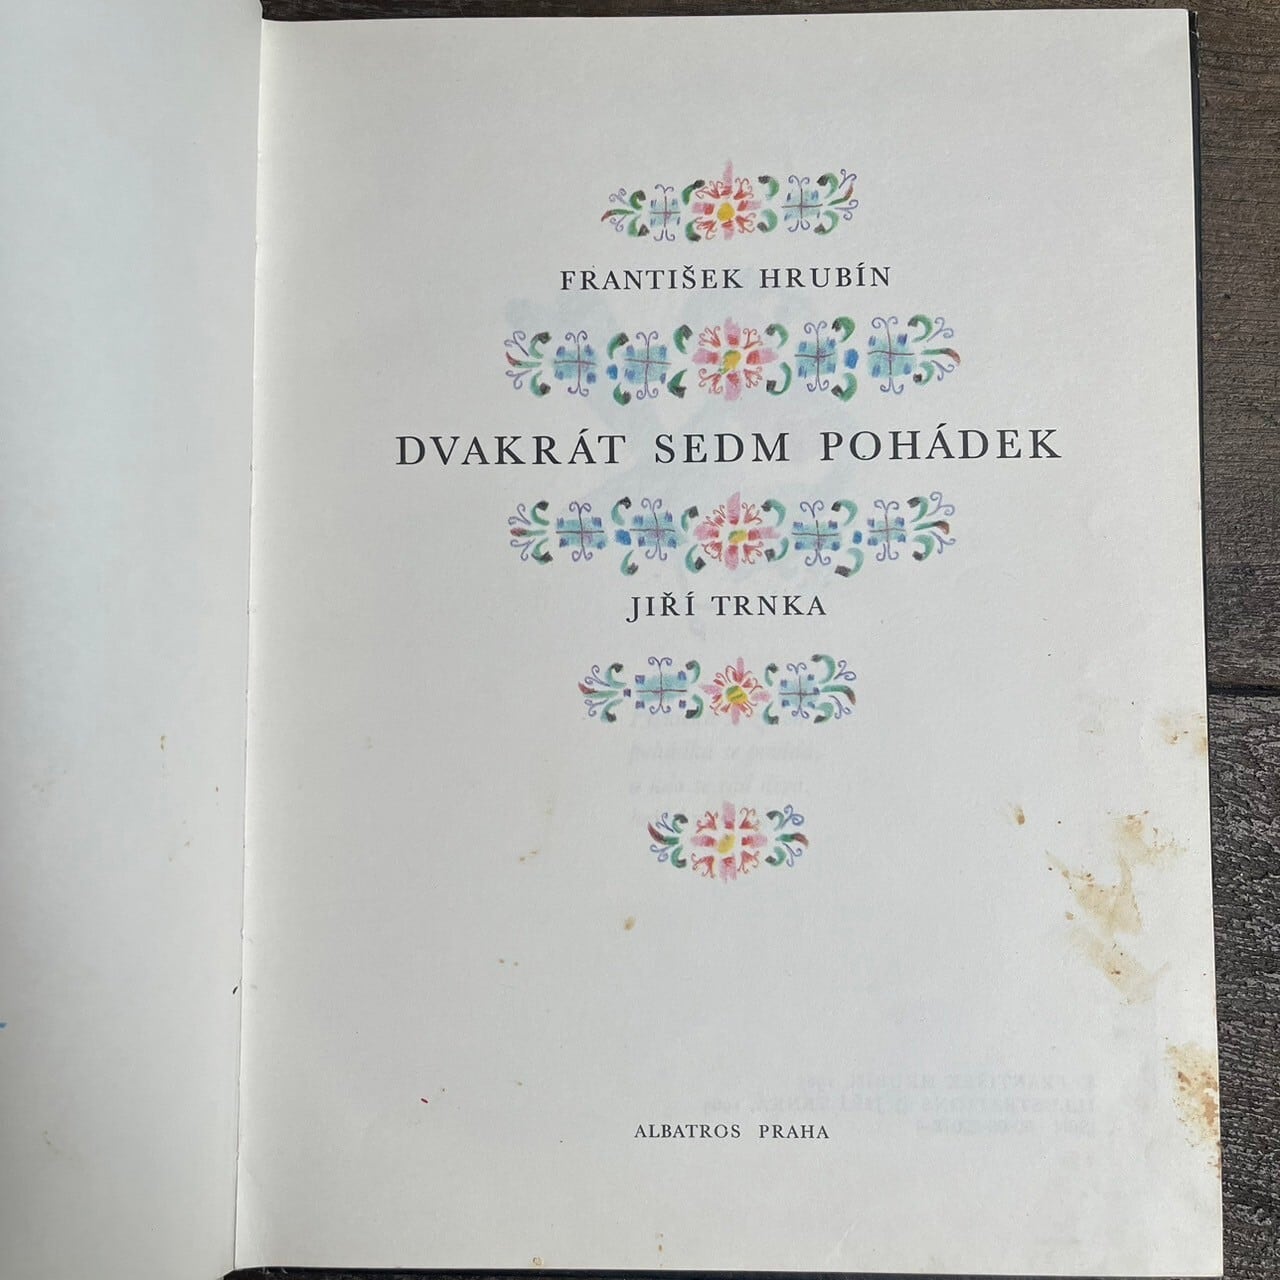 FRANTIŠEK HRUBÍN
DVAKRÁT SEDM POHÁDEK
JIŘÍ TRNKA
ALBATROS PRAHA